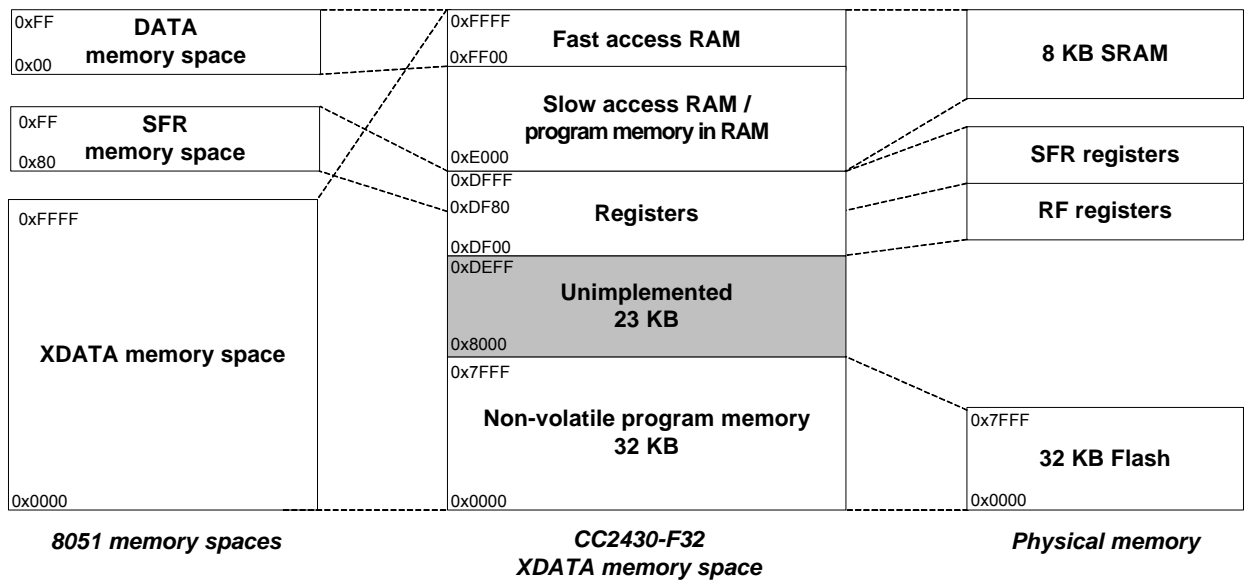 0xFF
DATA
memory space
0x00
0xFF
SFR
memory space
0x80
0xFFFF
XDATA memory space
0x0000
8051 memory spaces
0xFFFF
Fast access RAM
0xFF00
Slow access RAM /
program memory in RAM
0xE000
0xDFFF
0xDF80
Registers
0xDF00
0xDEFF
Unimplemented
23 KB
0x8000
0x7FFF
Non-volatile program memory
32 KB
0x0000
CC2430-F32
XDATA memory space
8 KB SRAM
SFR registers
RF registers
0x7FFF
32 KB Flash
0x0000
Physical memory